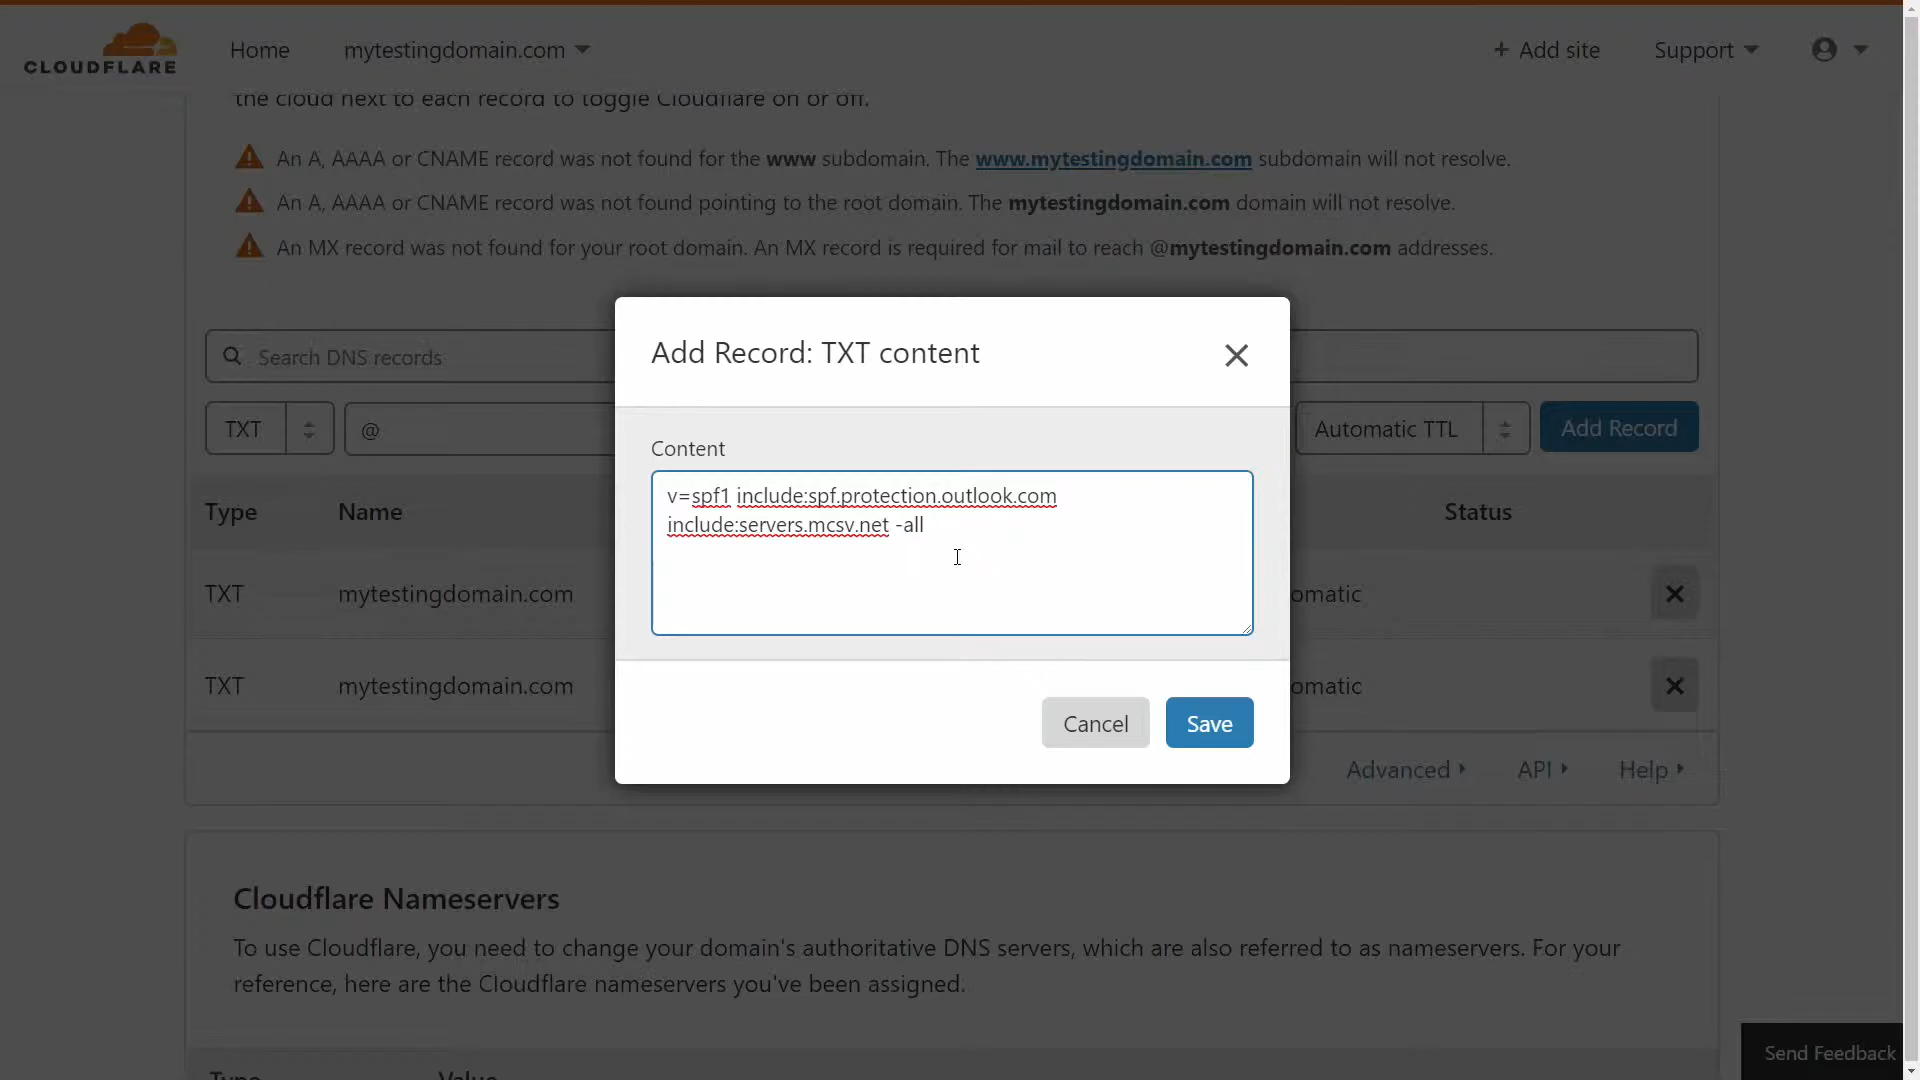 CLOUDFLARE
Home
mytestingdomain.com
+ Add site
Support
the cloud next to each record to toggle Cloudflare on or off.
An A, AAAA or CNAME record was not found for the www subdomain. The www.mytestingdomain.com subdomain will not resolve.
An A, AAAA or CNAME record was not found pointing to the root domain. The mytestingdomain.com domain will not resolve.
An MX record was not found for your root domain. An MX record is required for mail to reach @mytestingdomain.com addresses.
Search DNS records
TXT
@
Automatic TTL
Add Record
Add Record: TXT content
Content
v=spf1 include:spf.protection.outlook.com
include:servers.mcsv.net -all
Cancel
Save
Type
Name
Status
TXT
mytestingdomain.com
omatic
TXT
mytestingdomain.com
omatic
Advanced
API
Help
Cloudflare Nameservers
To use Cloudflare, you need to change your domain's authoritative DNS servers, which are also referred to as nameservers. For your
reference, here are the Cloudflare nameservers you've been assigned.
Type
Value
Send Feedback